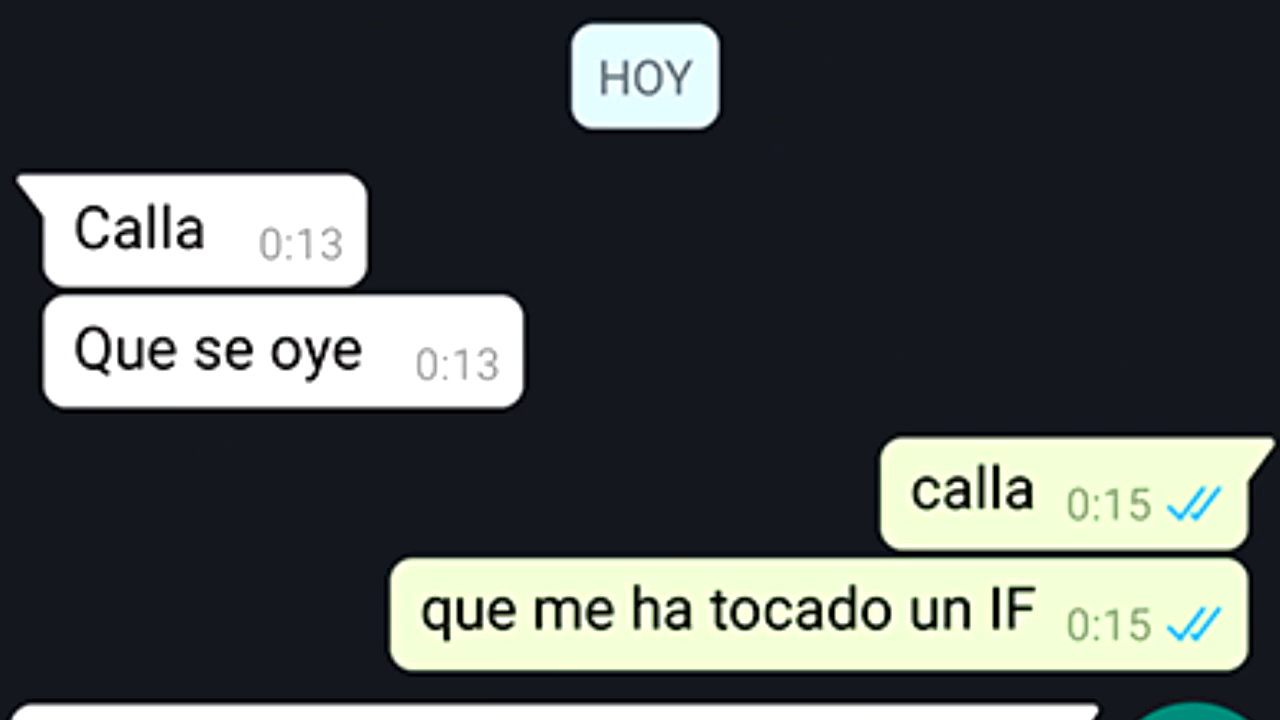 HOY
Calla 0:13
Que se oye 0:13
calla 0:15
que me ha tocado un IF 0:15